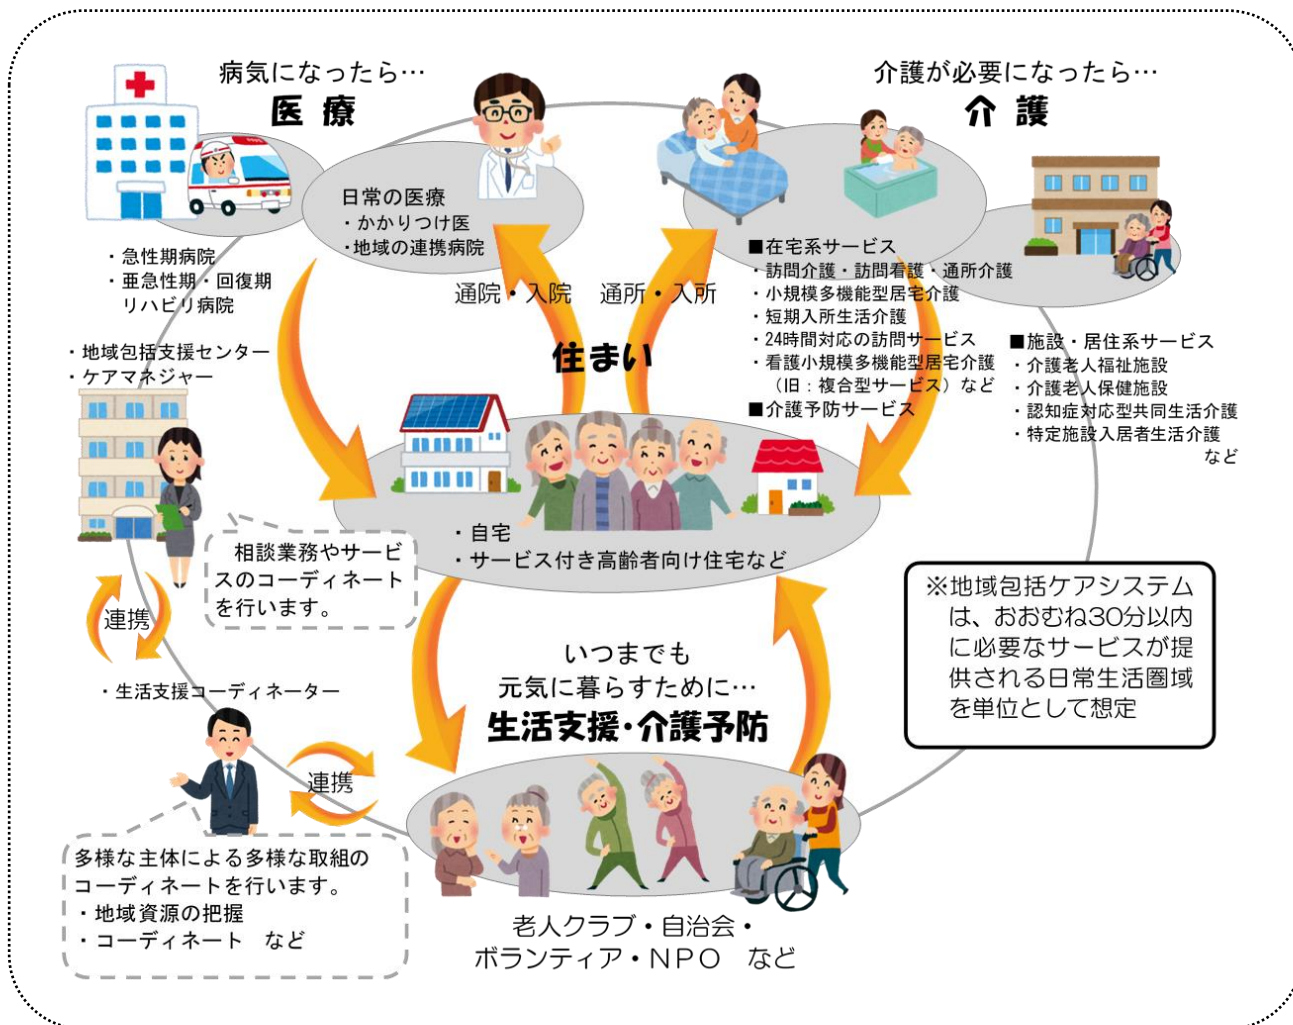 病気になったら…
医療
介護が必要になったら…
介護
日常の医療
・かかりつけ医
・地域の連携病院
・急性期病院
・亜急性期・回復期
リハビリ病院
通院・入院
通所・入所
■在宅系サービス
・訪問介護・訪問看護・通所介護
・小規模多機能型居宅介護
・短期入所生活介護
・24時間対応の訪問サービス
・看護小規模多機能型居宅介護
（旧：複合型サービス）など
■介護予防サービス
■施設・居住系サービス
・介護老人福祉施設
・介護老人保健施設
・認知症対応型共同生活介護
・特定施設入居者生活介護
など
住まい
・地域包括支援センター
・ケアマネジャー
・自宅
・サービス付き高齢者向け住宅など
相談業務やサービ
スのコーディネート
を行います。
連携
・生活支援コーディネーター
連携
多様な主体による多様な取組の
コーディネートを行います。
・地域資源の把握
・コーディネート　など
いつまでも
元気に暮らすために…
生活支援・介護予防
老人クラブ・自治会・
ボランティア・ＮＰＯ　など
※地域包括ケアシステム
は、おおむね30分以内
に必要なサービスが提
供される日常生活圏域
を単位として想定